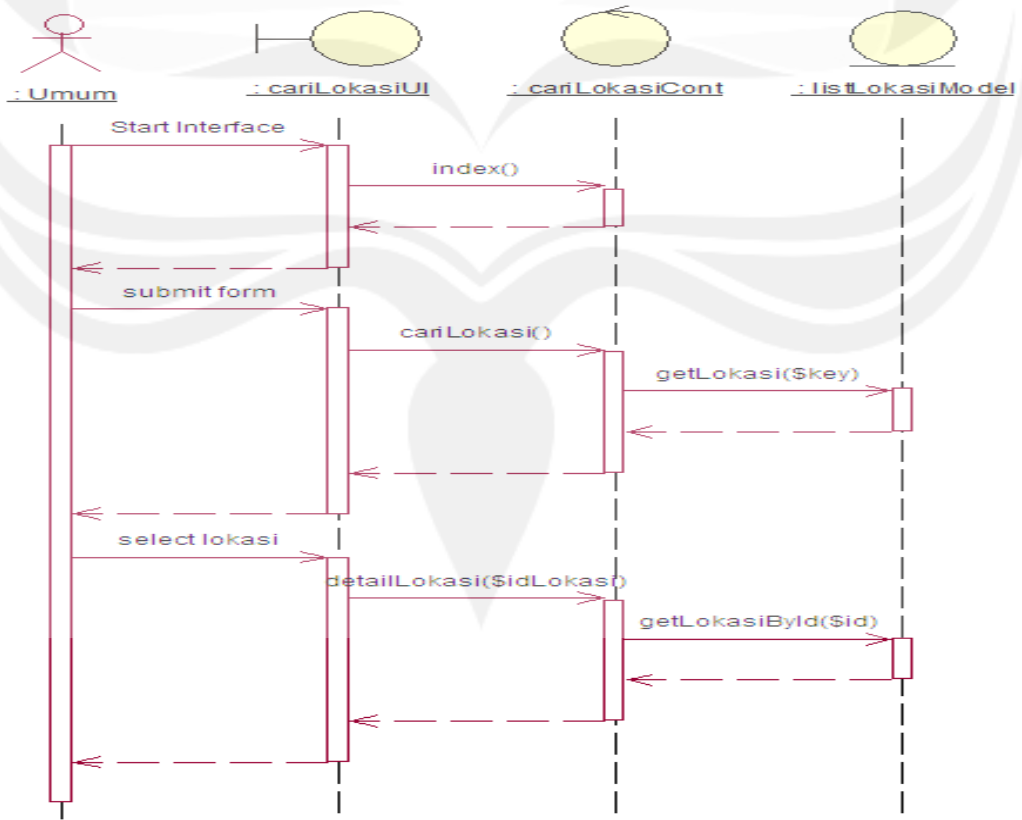 : Umum
: cariLokasiUI
: cariLokasiCont
: listLokasiModel
Start Interface
index()
submit form
cariLokasi()
getLokasi($key)
select lokasi
detailLokasi($idLokasi)
getLokasiById($id)